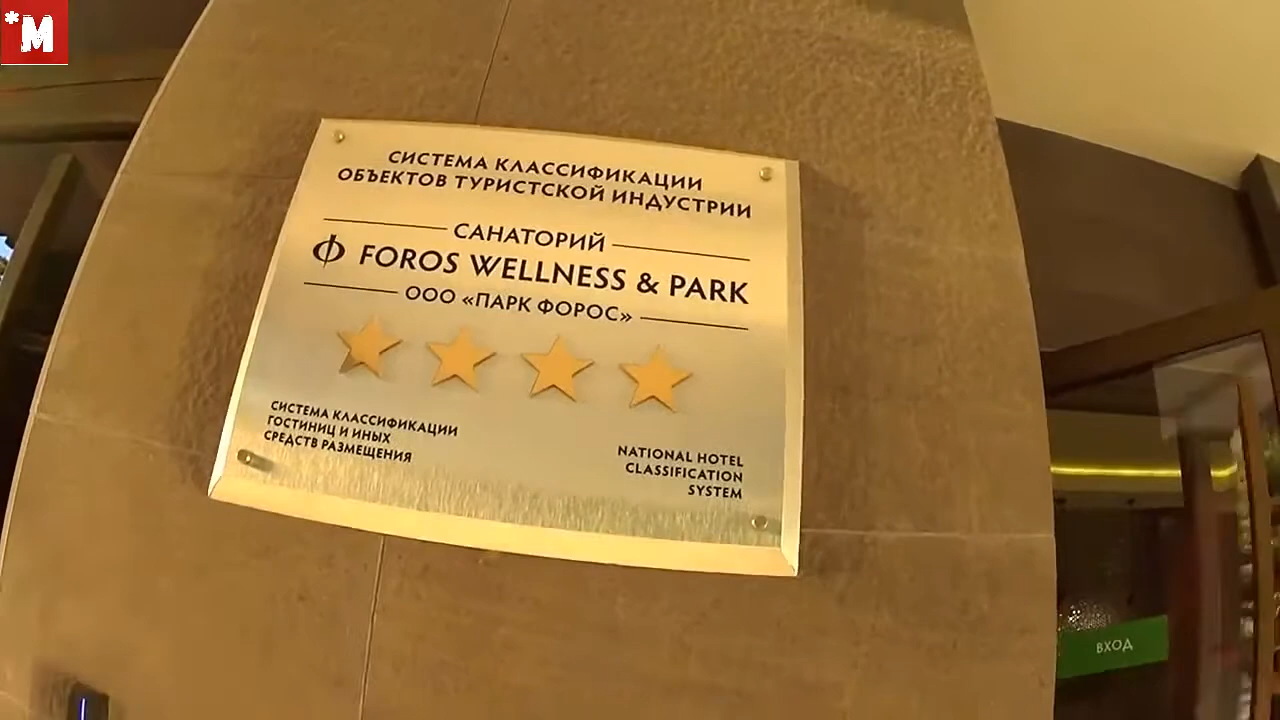 *М
СИСТЕМА КЛАССИФИКАЦИИ
ОБЪЕКТОВ ТУРИСТСКОЙ ИНДУСТРИИ
САНАТОРИЙ
FOROS WELLNESS & PARK
ООО «ПАРК ФОРОС»
СИСТЕМА КЛАССИФИКАЦИИ
ГОСТИНИЦ И ИНЫХ
СРЕДСТВ РАЗМЕЩЕНИЯ
NATIONAL HOTEL
CLASSIFICATION
SYSTEM
ВХОД